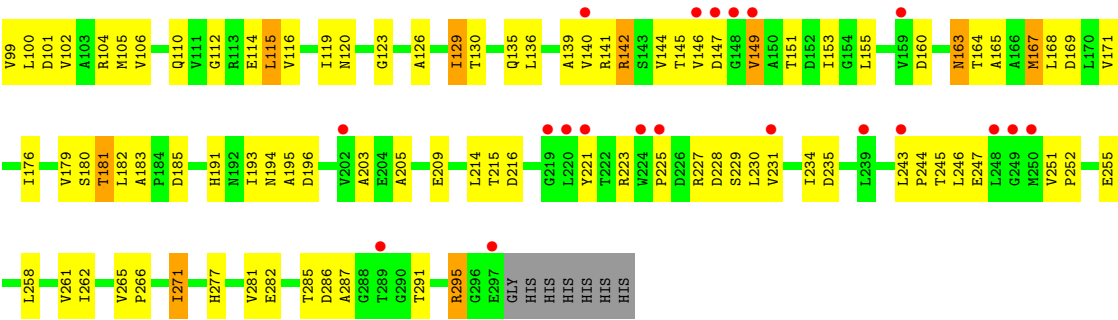 V99 L100 D101 V102 A103 R104 M105 V106 Q110 V111 G112 R113 E114 L115 V116 I119 N120 G123 A126 I129 T130 Q135 L136 A139 V140 R141 R142 S143 V144 T145 V146 D147 G148 V149 A150 T151 D152 I153 G154 L155 V159 D160 N163 T164 A165 A166 M167 L168 D169 L170 V171
I176 V179 S180 T181 L182 A183 P184 D185 H191 N192 I193 N194 A195 D196 V202 A203 E204 A205 E209 L214 T215 D216 G219 L220 Y221 T222 R223 W224 P225 D226 R227 D228 S229 L230 V231 I234 D235 L239 L243 P244 T245 L246 E247 L248 G249 M250 V251 P252 E255
L258 V261 I262 V265 P266 I271 H277 V281 E282 T285 D286 A287 G288 T289 G290 T291 R295 G296 E297 GLY HIS HIS HIS HIS HIS